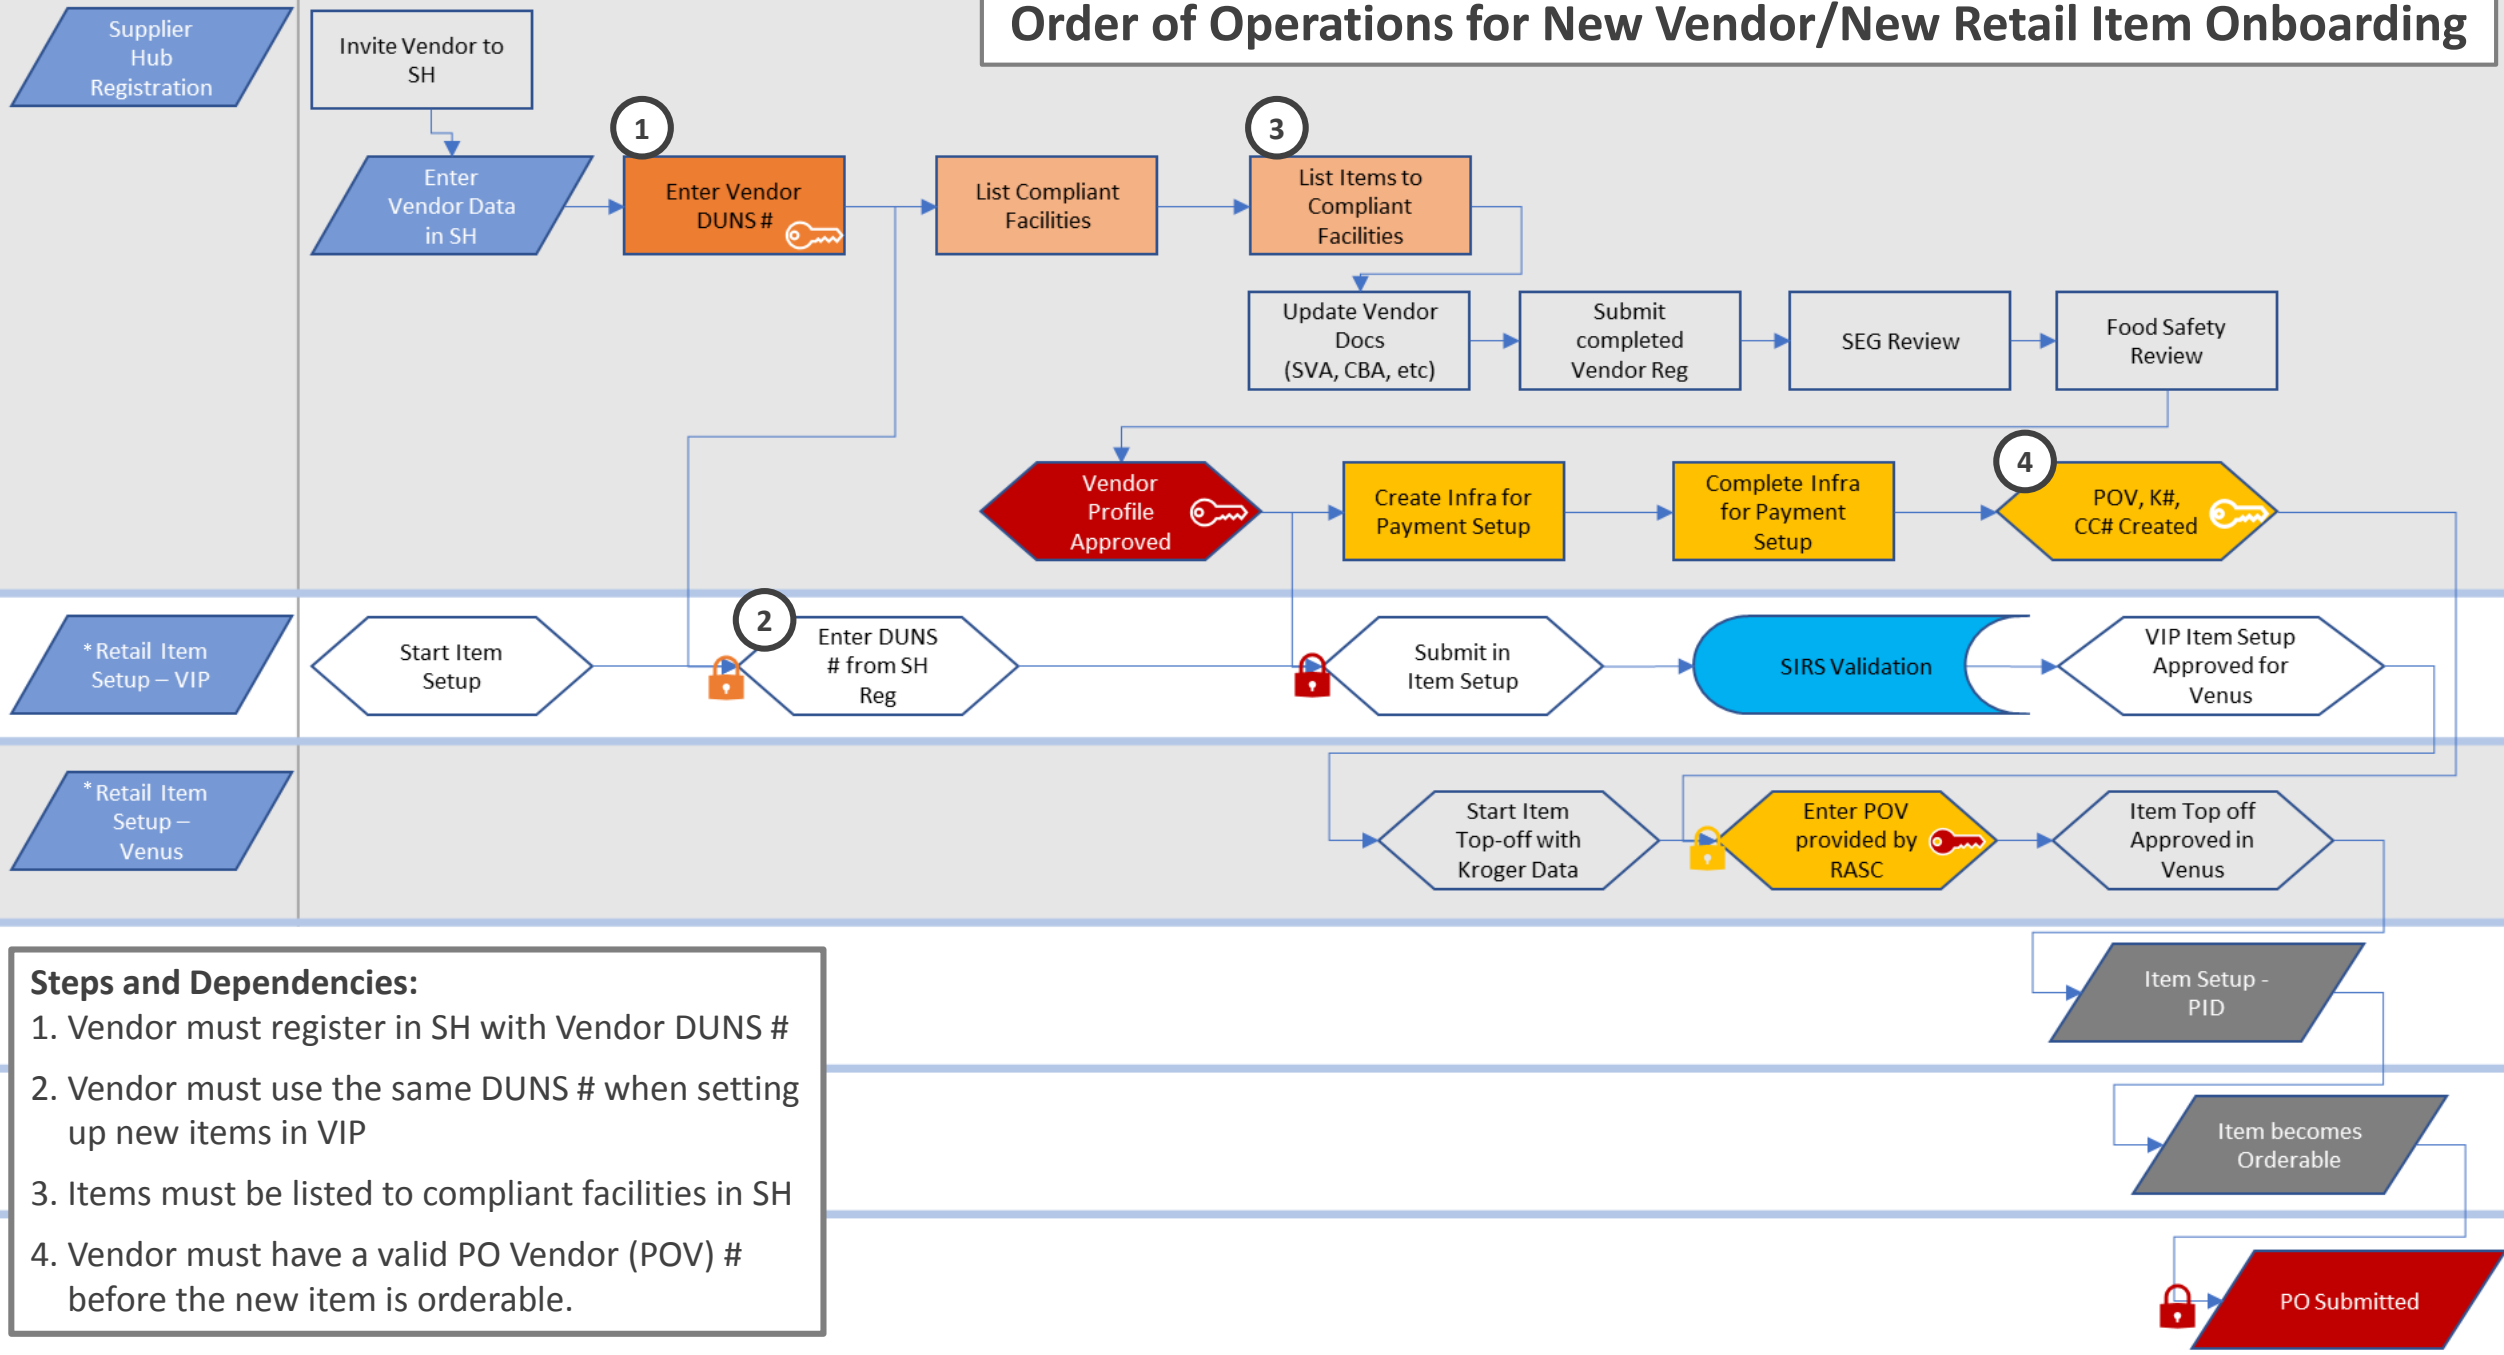 Order of Operations for New Vendor/New Retail Item Onboarding
Supplier
Hub
Registration
Invite Vendor to
SH
1
3
Enter
Vendor Data
in SH
Enter Vendor
DUNS #
List Compliant
Facilities
List Items to
Compliant
Facilities
Update Vendor
Docs
(SVA, CBA, etc)
Submit
completed
Vendor Reg
SEG Review
Food Safety
Review
4
Vendor
Profile
Approved
Create Infra for
Payment Setup
Complete Infra
for Payment
Setup
POV, K#,
CC# Created
*Retail Item
Setup – VIP
Start Item
Setup
2
Enter DUNS
# from SH
Reg
Submit in
Item Setup
SIRS Validation
VIP Item Setup
Approved for
Venus
*Retail Item
Setup –
Venus
Start Item
Top-off with
Kroger Data
Enter POV
provided by
RASC
Item Top off
Approved in
Venus
Item Setup -
PID
Item becomes
Orderable
PO Submitted
Steps and Dependencies:
1. Vendor must register in SH with Vendor DUNS #
2. Vendor must use the same DUNS # when setting
up new items in VIP
3. Items must be listed to compliant facilities in SH
4. Vendor must have a valid PO Vendor (POV) #
before the new item is orderable.